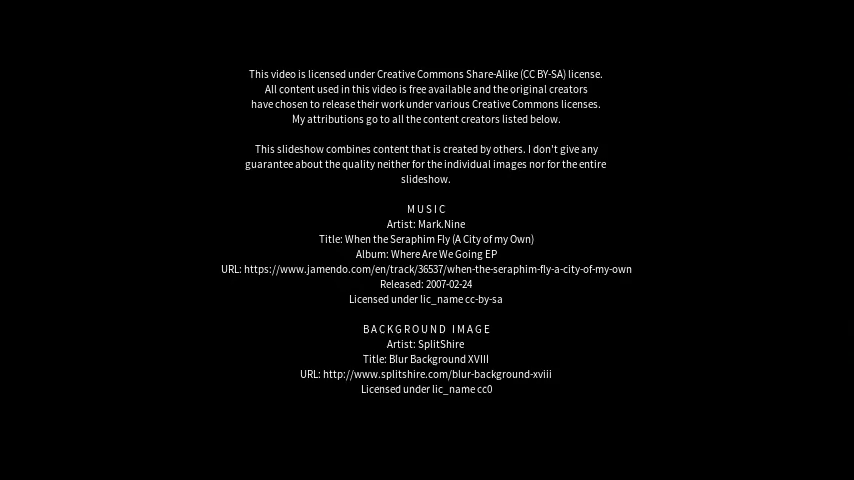 This video is licensed under Creative Commons Share-Alike (CC BY-SA) license.
All content used in this video is free available and the original creators
have chosen to release their work under various Creative Commons licenses.
My attributions go to all the content creators listed below.
This slideshow combines content that is created by others. I don't give any
guarantee about the quality neither for the individual images nor for the entire
slideshow.
MUSIC
Artist: Mark.Nine
Title: When the Seraphim Fly (A City of my Own)
Album: Where Are We Going EP
URL: https://www.jamendo.com/en/track/36537/when-the-seraphim-fly-a-city-of-my-own
Released: 2007-02-24
Licensed under lic_name cc-by-sa
BACKGROUND IMAGE
Artist: SplitShire
Title: Blur Background XVIII
URL: http://www.splitshire.com/blur-background-xviii
Licensed under lic_name cc0